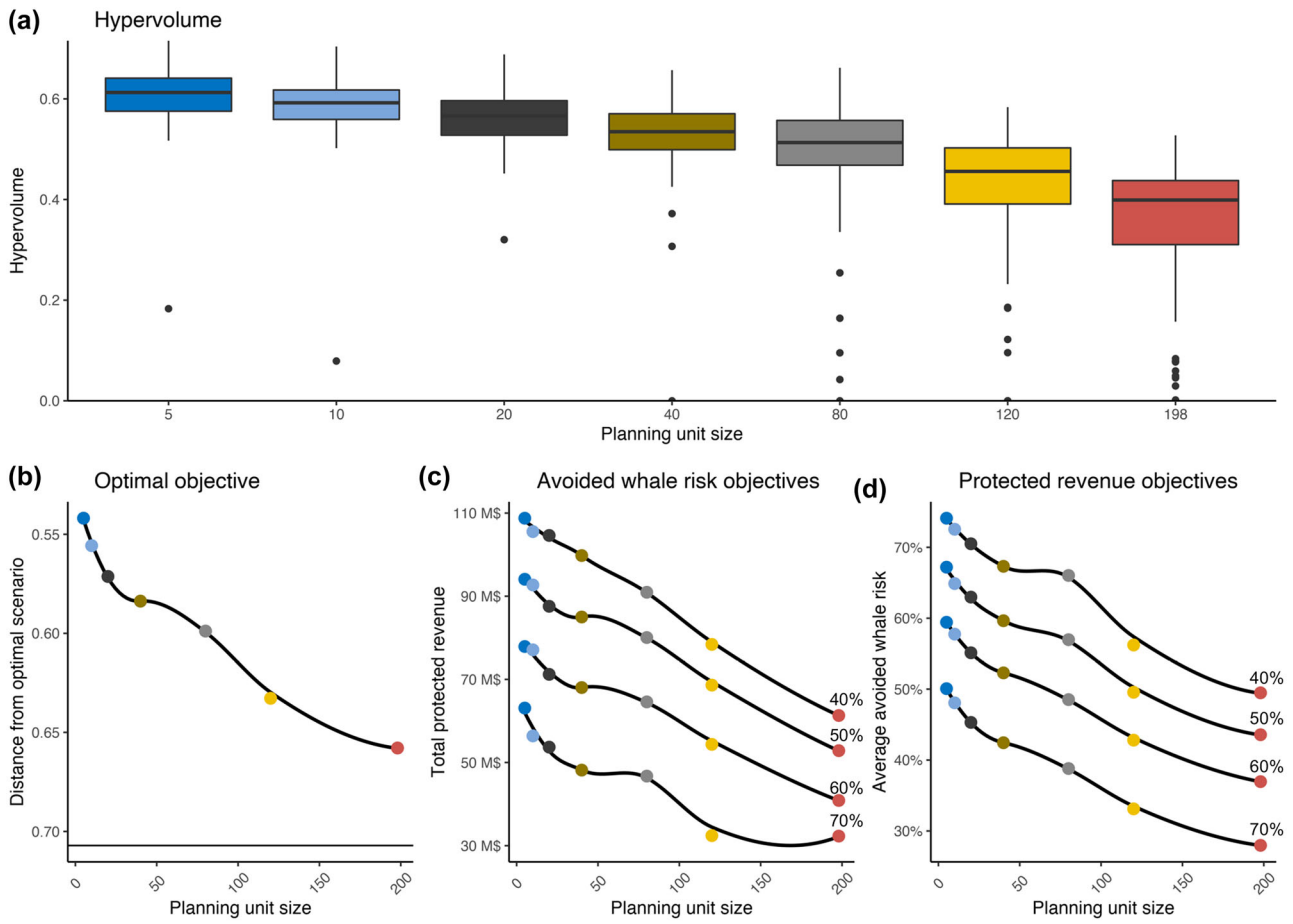 (a) Hypervolume
Hypervolume
0.6
0.4
0.2
0.0
5 10 20 40 80 120 198
Planning unit size
(b) Optimal objective
Distance from optimal scenario
0.55
0.60
0.65
0.70
0 50 100 150 200
Planning unit size
(c) Avoided whale risk objectives
Total protected revenue
110 M$
90 M$
70 M$
50 M$
30 M$
40%
50%
60%
70%
0 50 100 150 200
Planning unit size
(d) Protected revenue objectives
Average avoided whale risk
70%
60%
50%
40%
30%
40%
50%
60%
70%
0 50 100 150 200
Planning unit size